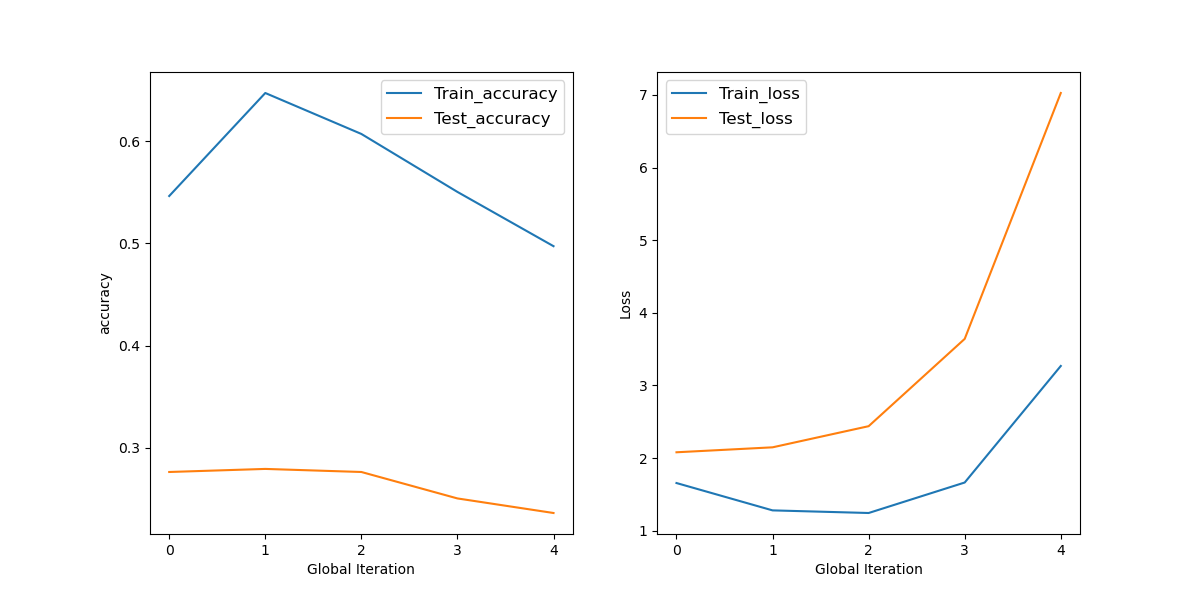 Train_accuracy
Test_accuracy
0.6
0.5
0.4
0.3
accuracy
0 1 2 3 4
Global Iteration
Train_loss
Test_loss
7
6
5
4
3
2
1
Loss
0 1 2 3 4
Global Iteration